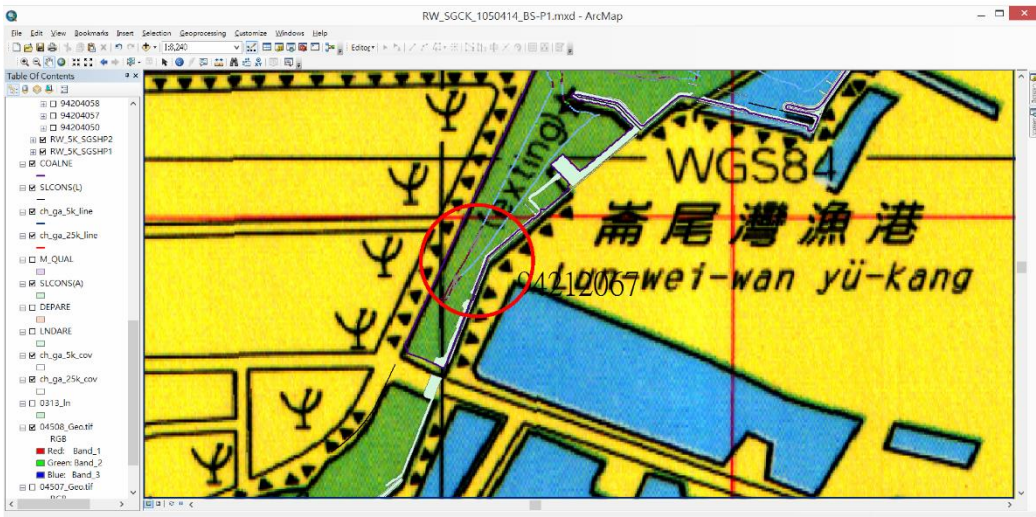 RW_SGCK_1050414_BS-P1.mxd - ArcMap
File Edit View Bookmarks Insert Selection Geoprocessing Customize Windows Help
1:8,240
Editor
Table Of Contents
94204058
94204057
94204050
RW_5K_SGSHP2
RW_5K_SGSHP1
COALNE
SLCONS(L)
ch_ga_5k_line
ch_ga_25k_line
M_QUAL
SLCONS(A)
DEPARE
LNDARE
ch_ga_5k_cov
ch_ga_25k_cov
0313_ln
04508_Geo.tif
RGB
Red: Band_1
Green: Band_2
Blue: Band_3
04507_Geo.tif
WGS84
崙尾灣漁港
Lun-wei-wan yü-kang
94212067